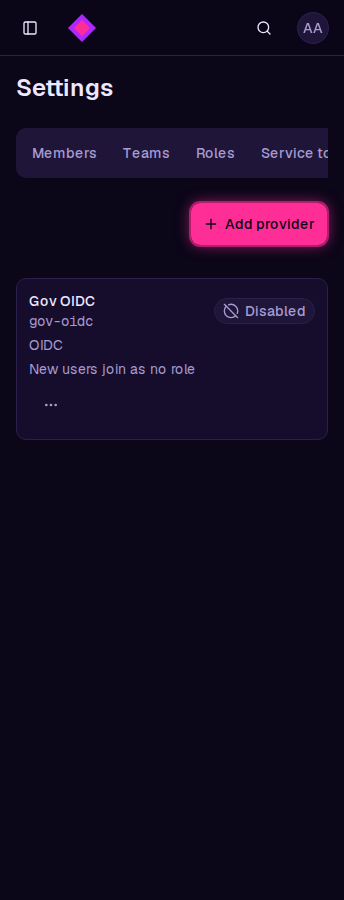 AA
Settings
Members Teams Roles Service to
Add provider
Gov OIDC
gov-oidc
Disabled
OIDC
New users join as no role
...